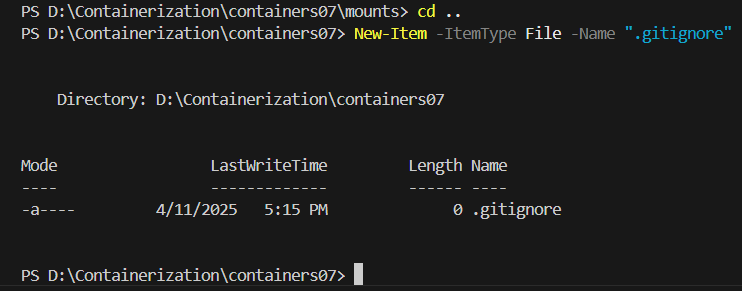 PS D:\Containerization\containers07\mounts> cd ..
PS D:\Containerization\containers07> New-Item -ItemType File -Name ".gitignore"
Directory: D:\Containerization\containers07
Mode LastWriteTime Length Name
---- ------------- ------ ----
-a---- 4/11/2025 5:15 PM 0 .gitignore
PS D:\Containerization\containers07>